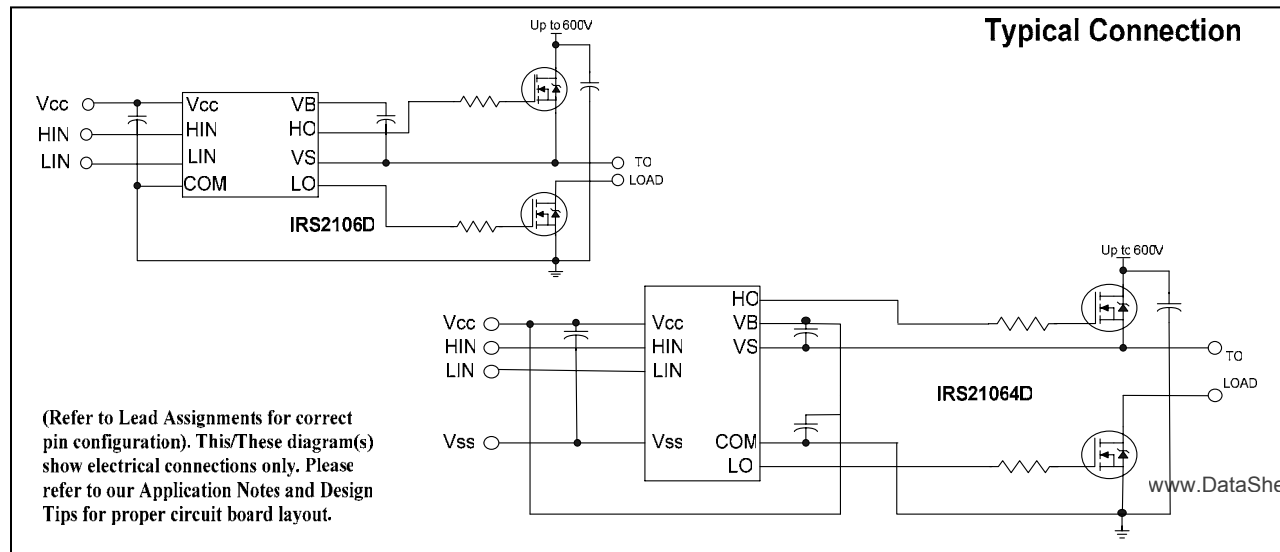 Typical Connection
Up to 600V
Vcc
HIN
LIN
Vcc
HIN
LIN
COM
VB
HO
VS
LO
TO
LOAD
IRS2106D
Up to 600V
Vcc
HIN
LIN
Vss
Vcc
HIN
LIN
Vss
HO
VB
VS
COM
LO
TO
LOAD
IRS21064D
(Refer to Lead Assignments for correct
pin configuration). This/These diagram(s)
show electrical connections only. Please
refer to our Application Notes and Design
Tips for proper circuit board layout.
www.DataShe